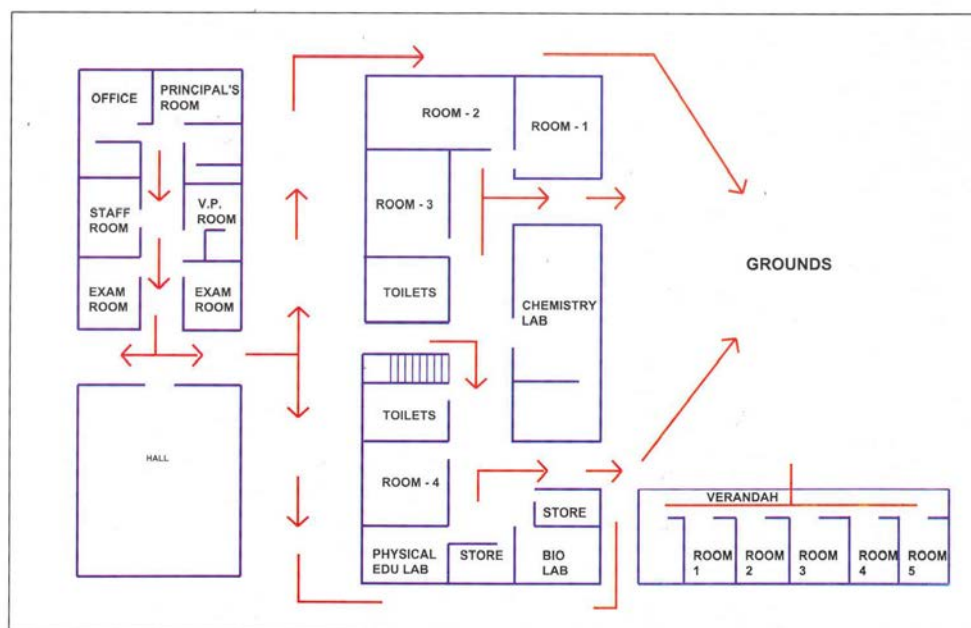 OFFICE
PRINCIPAL'S
ROOM
STAFF
ROOM
V.P.
ROOM
EXAM
ROOM
EXAM
ROOM
HALL
ROOM - 2
ROOM - 1
ROOM - 3
TOILETS
CHEMISTRY
LAB
TOILETS
ROOM - 4
STORE
PHYSICAL
EDU LAB
STORE
BIO
LAB
GROUNDS
VERANDAH
ROOM
1
ROOM
2
ROOM
3
ROOM
4
ROOM
5